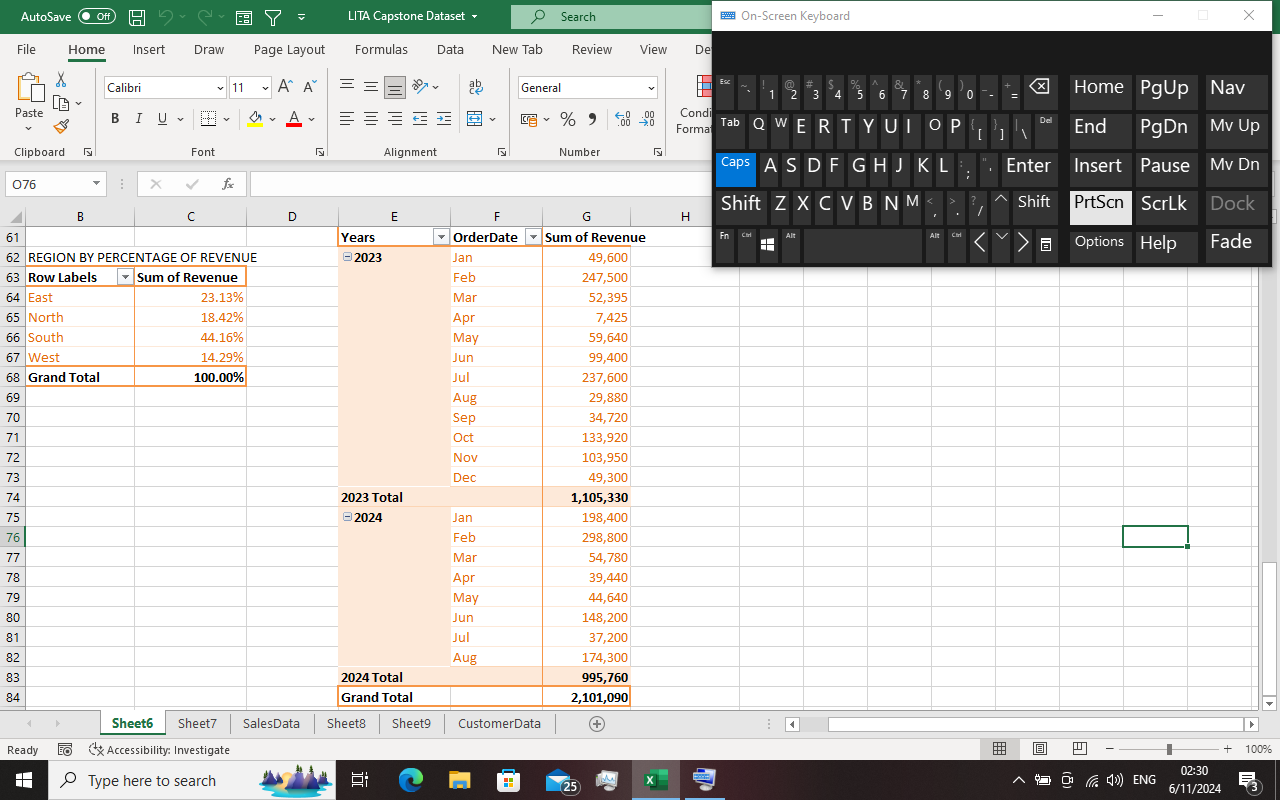 AutoSave Off LITA Capstone Dataset Search
On-Screen Keyboard
File Home Insert Draw Page Layout Formulas Data New Tab Review View
Calibri 11 General
Paste
Clipboard Font Alignment Number
Esc ~ ` ! 1 @ 2 # 3 $ 4 % 5 ^ 6 & 7 * 8 ( 9 ) 0 _ - + = Home PgUp Nav
Tab Q W E R T Y U I O P { [ } ] | \ Del End PgDn Mv Up
Caps A S D F G H J K L : ; " ' Enter Insert Pause Mv Dn
Shift Z X C V B N M < , > . ? / Shift PrtScn ScrLk Dock
Fn Ctrl Alt Alt Ctrl Options Help Fade
O76 fx
B C D E F G H
61 Years OrderDate Sum of Revenue
62 REGION BY PERCENTAGE OF REVENUE 2023 Jan 49,600
63 Row Labels Sum of Revenue Feb 247,500
64 East 23.13% Mar 52,395
65 North 18.42% Apr 7,425
66 South 44.16% May 59,640
67 West 14.29% Jun 99,400
68 Grand Total 100.00% Jul 237,600
69 Aug 29,880
70 Sep 34,720
71 Oct 133,920
72 Nov 103,950
73 Dec 49,300
74 2023 Total 1,105,330
75 2024 Jan 198,400
76 Feb 298,800
77 Mar 54,780
78 Apr 39,440
79 May 44,640
80 Jun 148,200
81 Jul 37,200
82 Aug 174,300
83 2024 Total 995,760
84 Grand Total 2,101,090
Sheet6 Sheet7 SalesData Sheet8 Sheet9 CustomerData
Ready Accessibility: Investigate 100%
Type here to search 25 ENG 02:30
6/11/2024 3